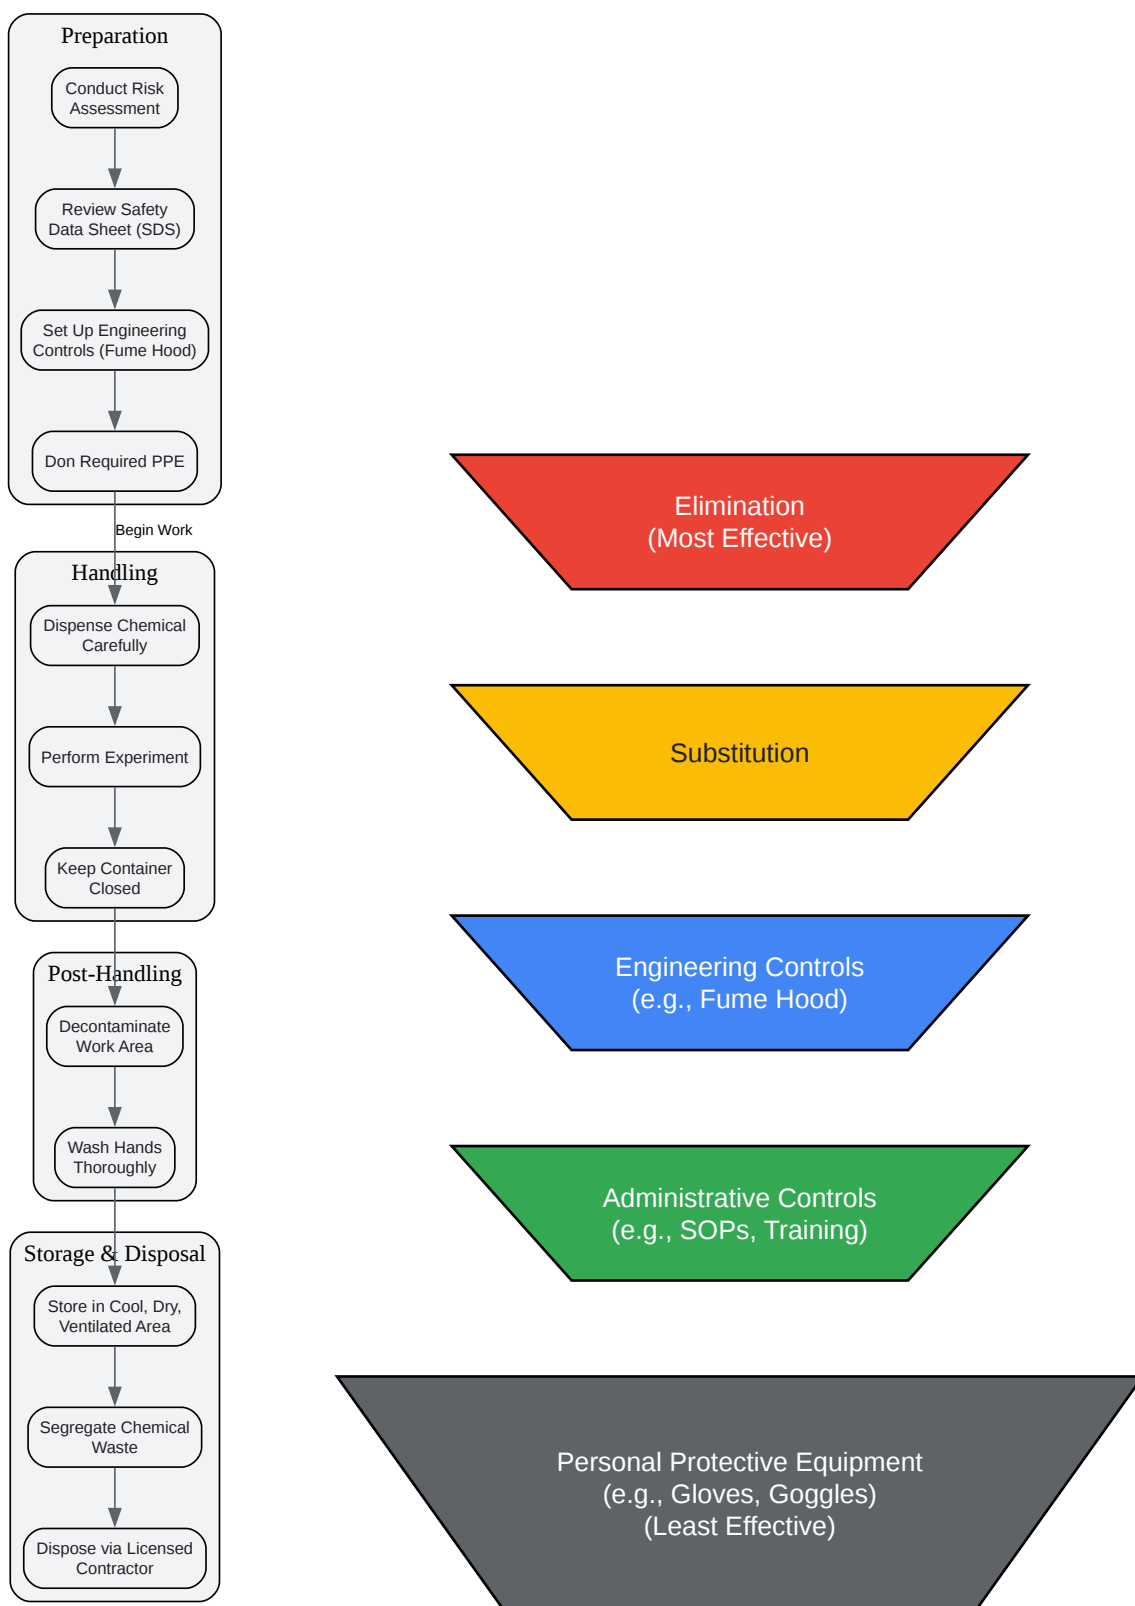 Preparation
Conduct Risk
Assessment
Review Safety
Data Sheet (SDS)
Set Up Engineering
Controls (Fume Hood)
Don Required PPE
Begin Work
Handling
Dispense Chemical
Carefully
Perform Experiment
Keep Container
Closed
Post-Handling
Decontaminate
Work Area
Wash Hands
Thoroughly
Storage & Disposal
Store in Cool, Dry,
Ventilated Area
Segregate Chemical
Waste
Dispose via Licensed
Contractor
Elimination
(Most Effective)
Substitution
Engineering Controls
(e.g., Fume Hood)
Administrative Controls
(e.g., SOPs, Training)
Personal Protective Equipment
(e.g., Gloves, Goggles)
(Least Effective)